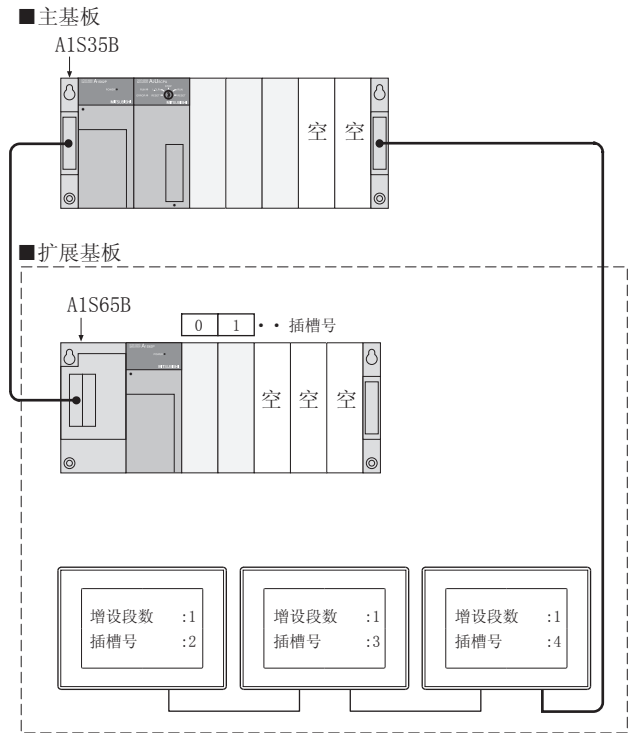 ■主基板
A1S35B
空 空
■扩展基板
A1S65B
0 1 ・・ 插槽号
空 空 空
增设段数 :1
插槽号 :2
增设段数 :1
插槽号 :3
增设段数 :1
插槽号 :4